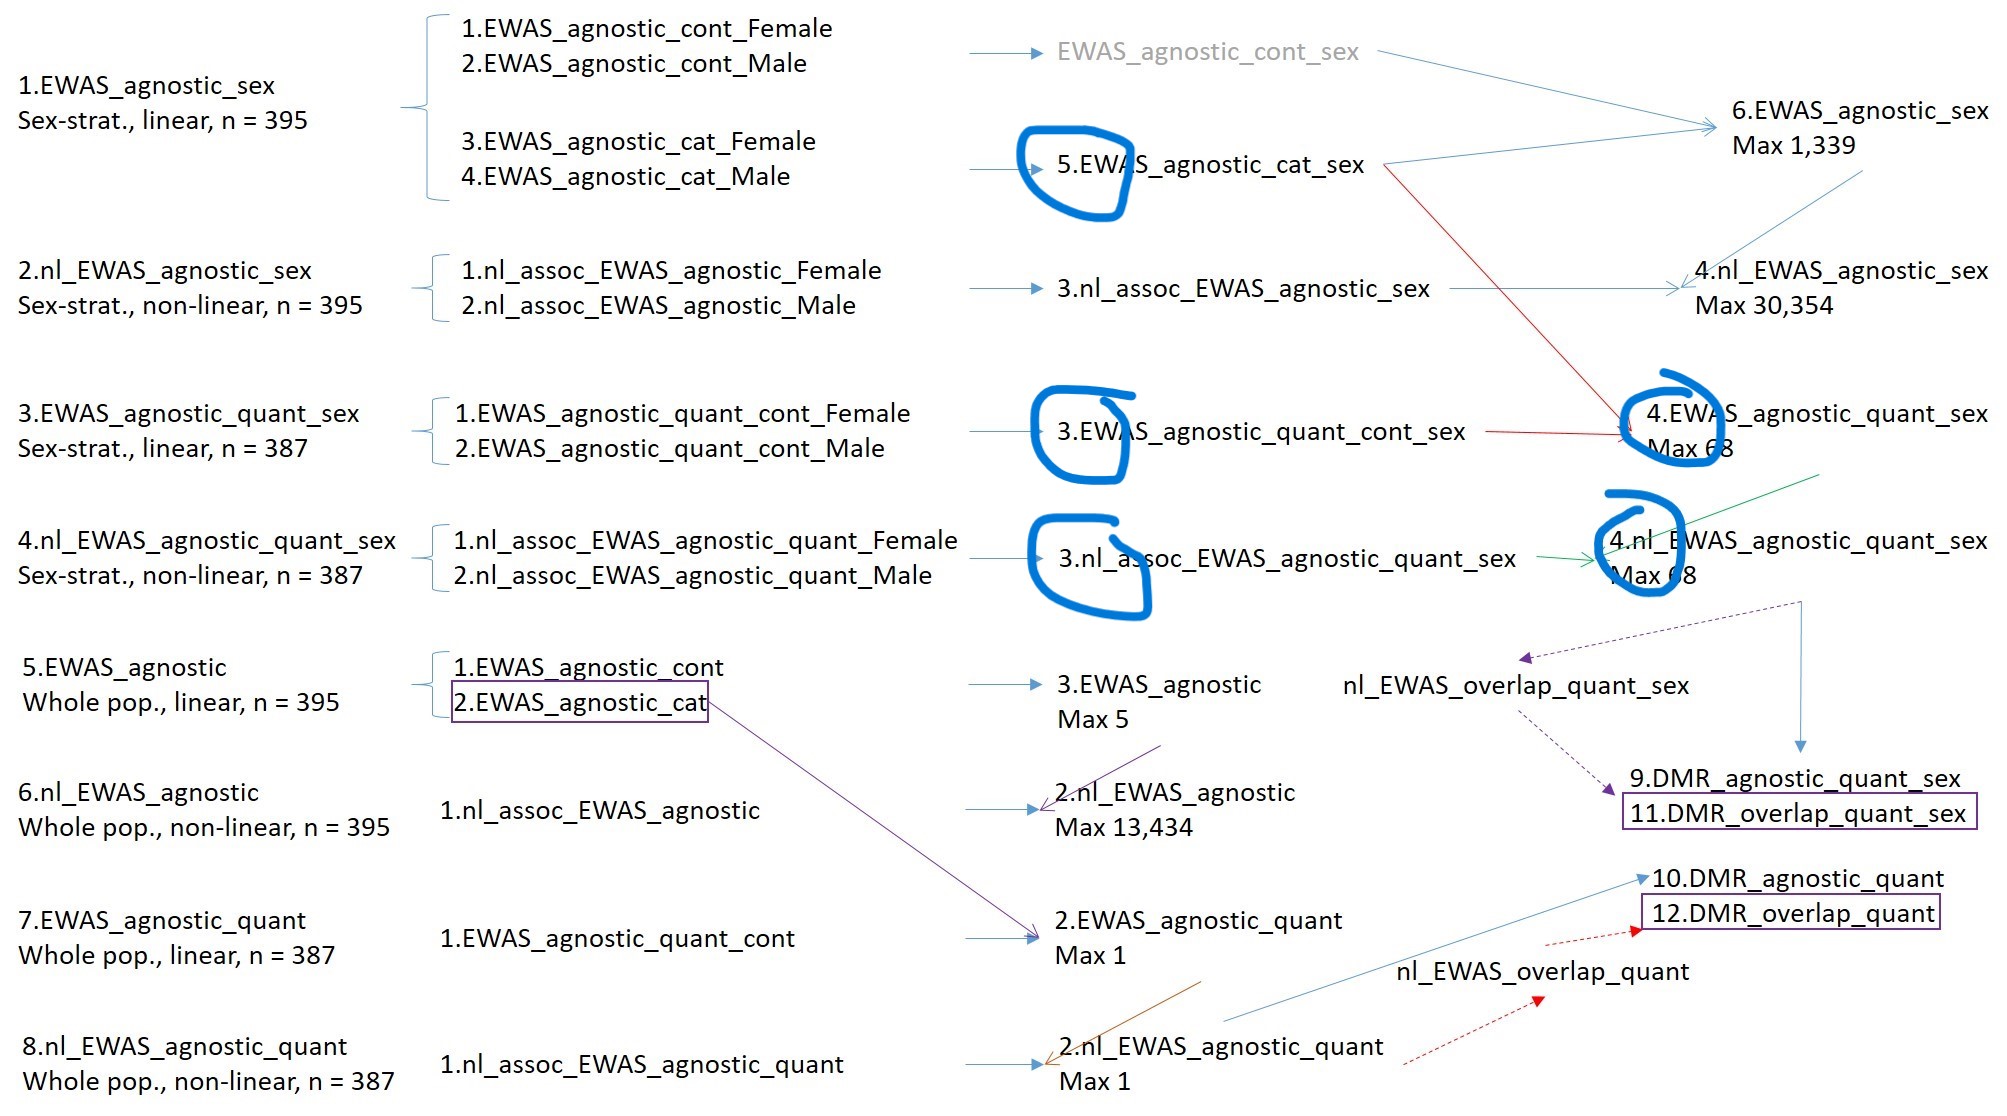 1.EWAS_agnostic_sex
Sex-strat., linear, n = 395
1.EWAS_agnostic_cont_Female
2.EWAS_agnostic_cont_Male
3.EWAS_agnostic_cat_Female
4.EWAS_agnostic_cat_Male
EWAS_agnostic_cont_sex
5.EWAS_agnostic_cat_sex
6.EWAS_agnostic_sex
Max 1,339
2.nl_EWAS_agnostic_sex
Sex-strat., non-linear, n = 395
1.nl_assoc_EWAS_agnostic_Female
2.nl_assoc_EWAS_agnostic_Male
3.nl_assoc_EWAS_agnostic_sex
4.nl_EWAS_agnostic_sex
Max 30,354
3.EWAS_agnostic_quant_sex
Sex-strat., linear, n = 387
1.EWAS_agnostic_quant_cont_Female
2.EWAS_agnostic_quant_cont_Male
3.EWAS_agnostic_quant_cont_sex
4.EWAS_agnostic_quant_sex
Max 68
4.nl_EWAS_agnostic_quant_sex
Sex-strat., non-linear, n = 387
1.nl_assoc_EWAS_agnostic_quant_Female
2.nl_assoc_EWAS_agnostic_quant_Male
3.nl_assoc_EWAS_agnostic_quant_sex
4.nl_EWAS_agnostic_quant_sex
Max 68
5.EWAS_agnostic
Whole pop., linear, n = 395
1.EWAS_agnostic_cont
2.EWAS_agnostic_cat
3.EWAS_agnostic
Max 5
nl_EWAS_overlap_quant_sex
9.DMR_agnostic_quant_sex
11.DMR_overlap_quant_sex
6.nl_EWAS_agnostic
Whole pop., non-linear, n = 395
1.nl_assoc_EWAS_agnostic
2.nl_EWAS_agnostic
Max 13,434
10.DMR_agnostic_quant
12.DMR_overlap_quant
7.EWAS_agnostic_quant
Whole pop., linear, n = 387
1.EWAS_agnostic_quant_cont
2.EWAS_agnostic_quant
Max 1
nl_EWAS_overlap_quant
8.nl_EWAS_agnostic_quant
Whole pop., non-linear, n = 387
1.nl_assoc_EWAS_agnostic_quant
2.nl_EWAS_agnostic_quant
Max 1